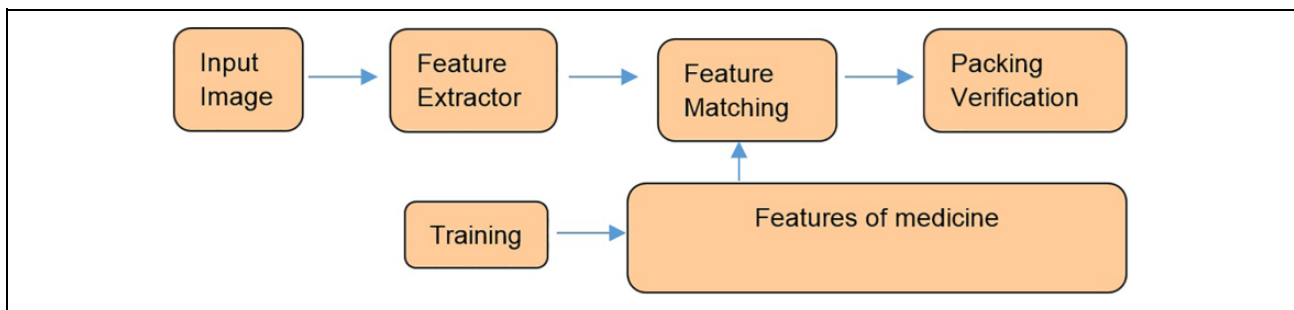 Input
Image
Feature
Extractor
Feature
Matching
Packing
Verification
Training
Features of medicine